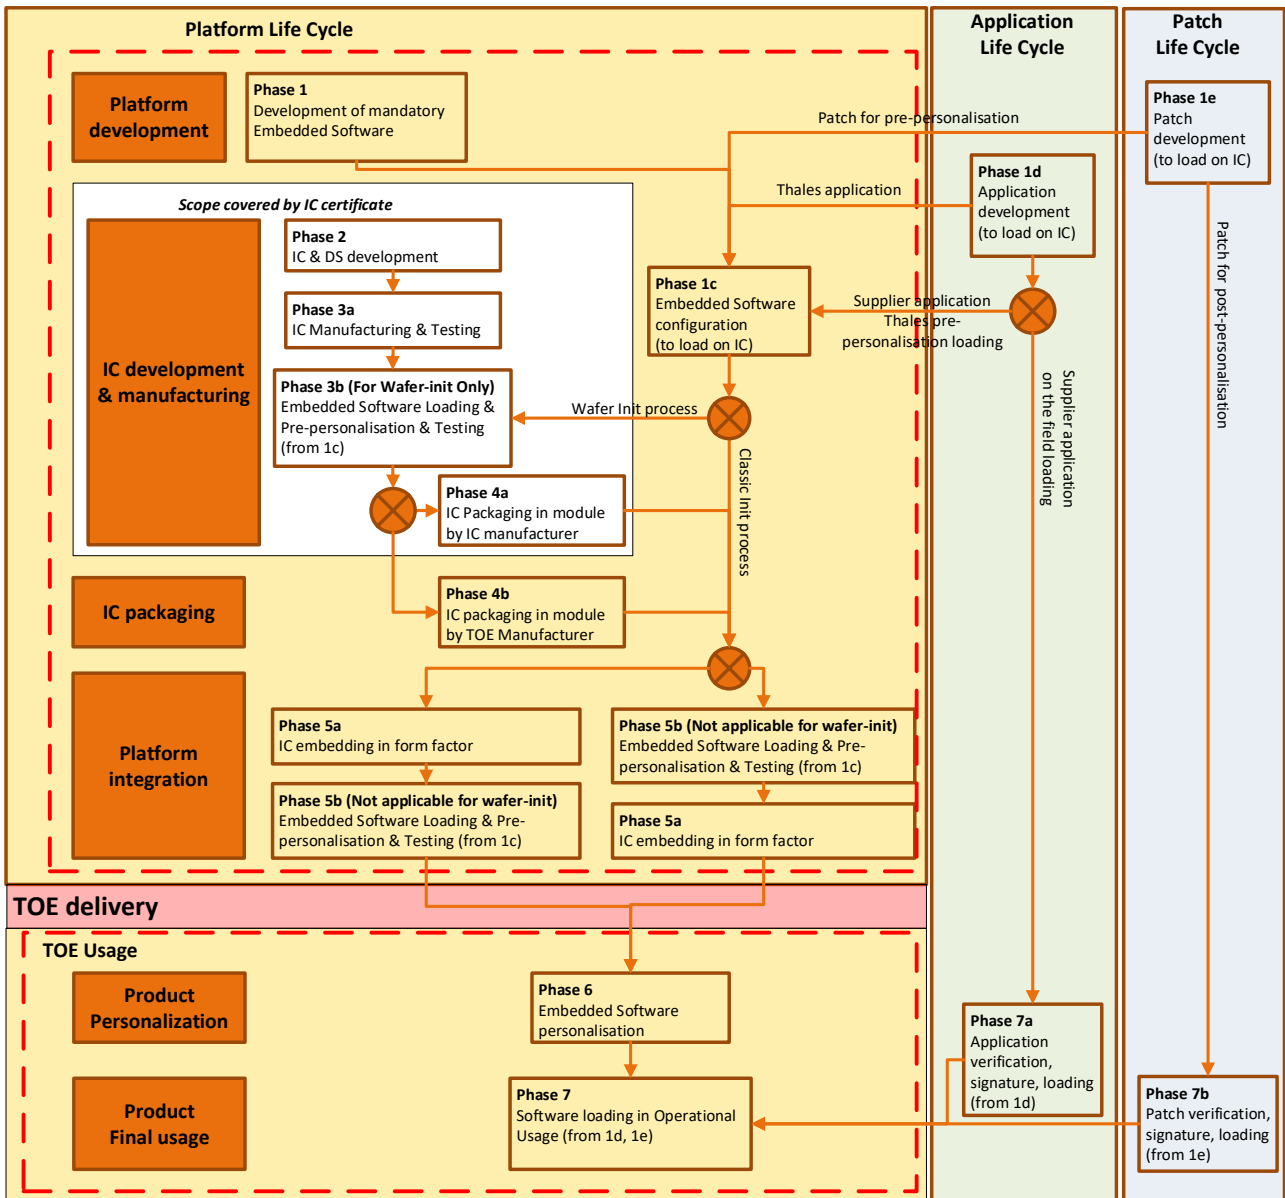 Platform Life Cycle
Application
Life Cycle
Patch
Life Cycle
Platform
development
Phase 1
Development of mandatory
Embedded Software
Patch for pre-personalisation
Phase 1e
Patch
development
(to load on IC)
Thales application
Phase 1d
Application
development
(to load on IC)
Scope covered by IC certificate
IC development
& manufacturing
Phase 2
IC & DS development
Phase 3a
IC Manufacturing & Testing
Phase 3b (For Wafer-init Only)
Embedded Software Loading &
Pre-personalisation & Testing
(from 1c)
Phase 1c
Embedded Software
configuration
(to load on IC)
Supplier application
Thales pre-
personalisation loading
Wafer Init process
Classic Init process
Supplier application
on the field loading
Patch for post-personalisation
Phase 4a
IC Packaging in module
by IC manufacturer
IC packaging
Phase 4b
IC packaging in module
by TOE Manufacturer
Platform
integration
Phase 5a
IC embedding in form factor
Phase 5b (Not applicable for wafer-init)
Embedded Software Loading & Pre-
personalisation & Testing (from 1c)
Phase 5b (Not applicable for wafer-init)
Embedded Software Loading & Pre-
personalisation & Testing (from 1c)
Phase 5a
IC embedding in form factor
TOE delivery
TOE Usage
Product
Personalization
Phase 6
Embedded Software
personalisation
Phase 7a
Application
verification,
signature, loading
(from 1d)
Product
Final usage
Phase 7
Software loading in Operational
Usage (from 1d, 1e)
Phase 7b
Patch verification,
signature, loading
(from 1e)